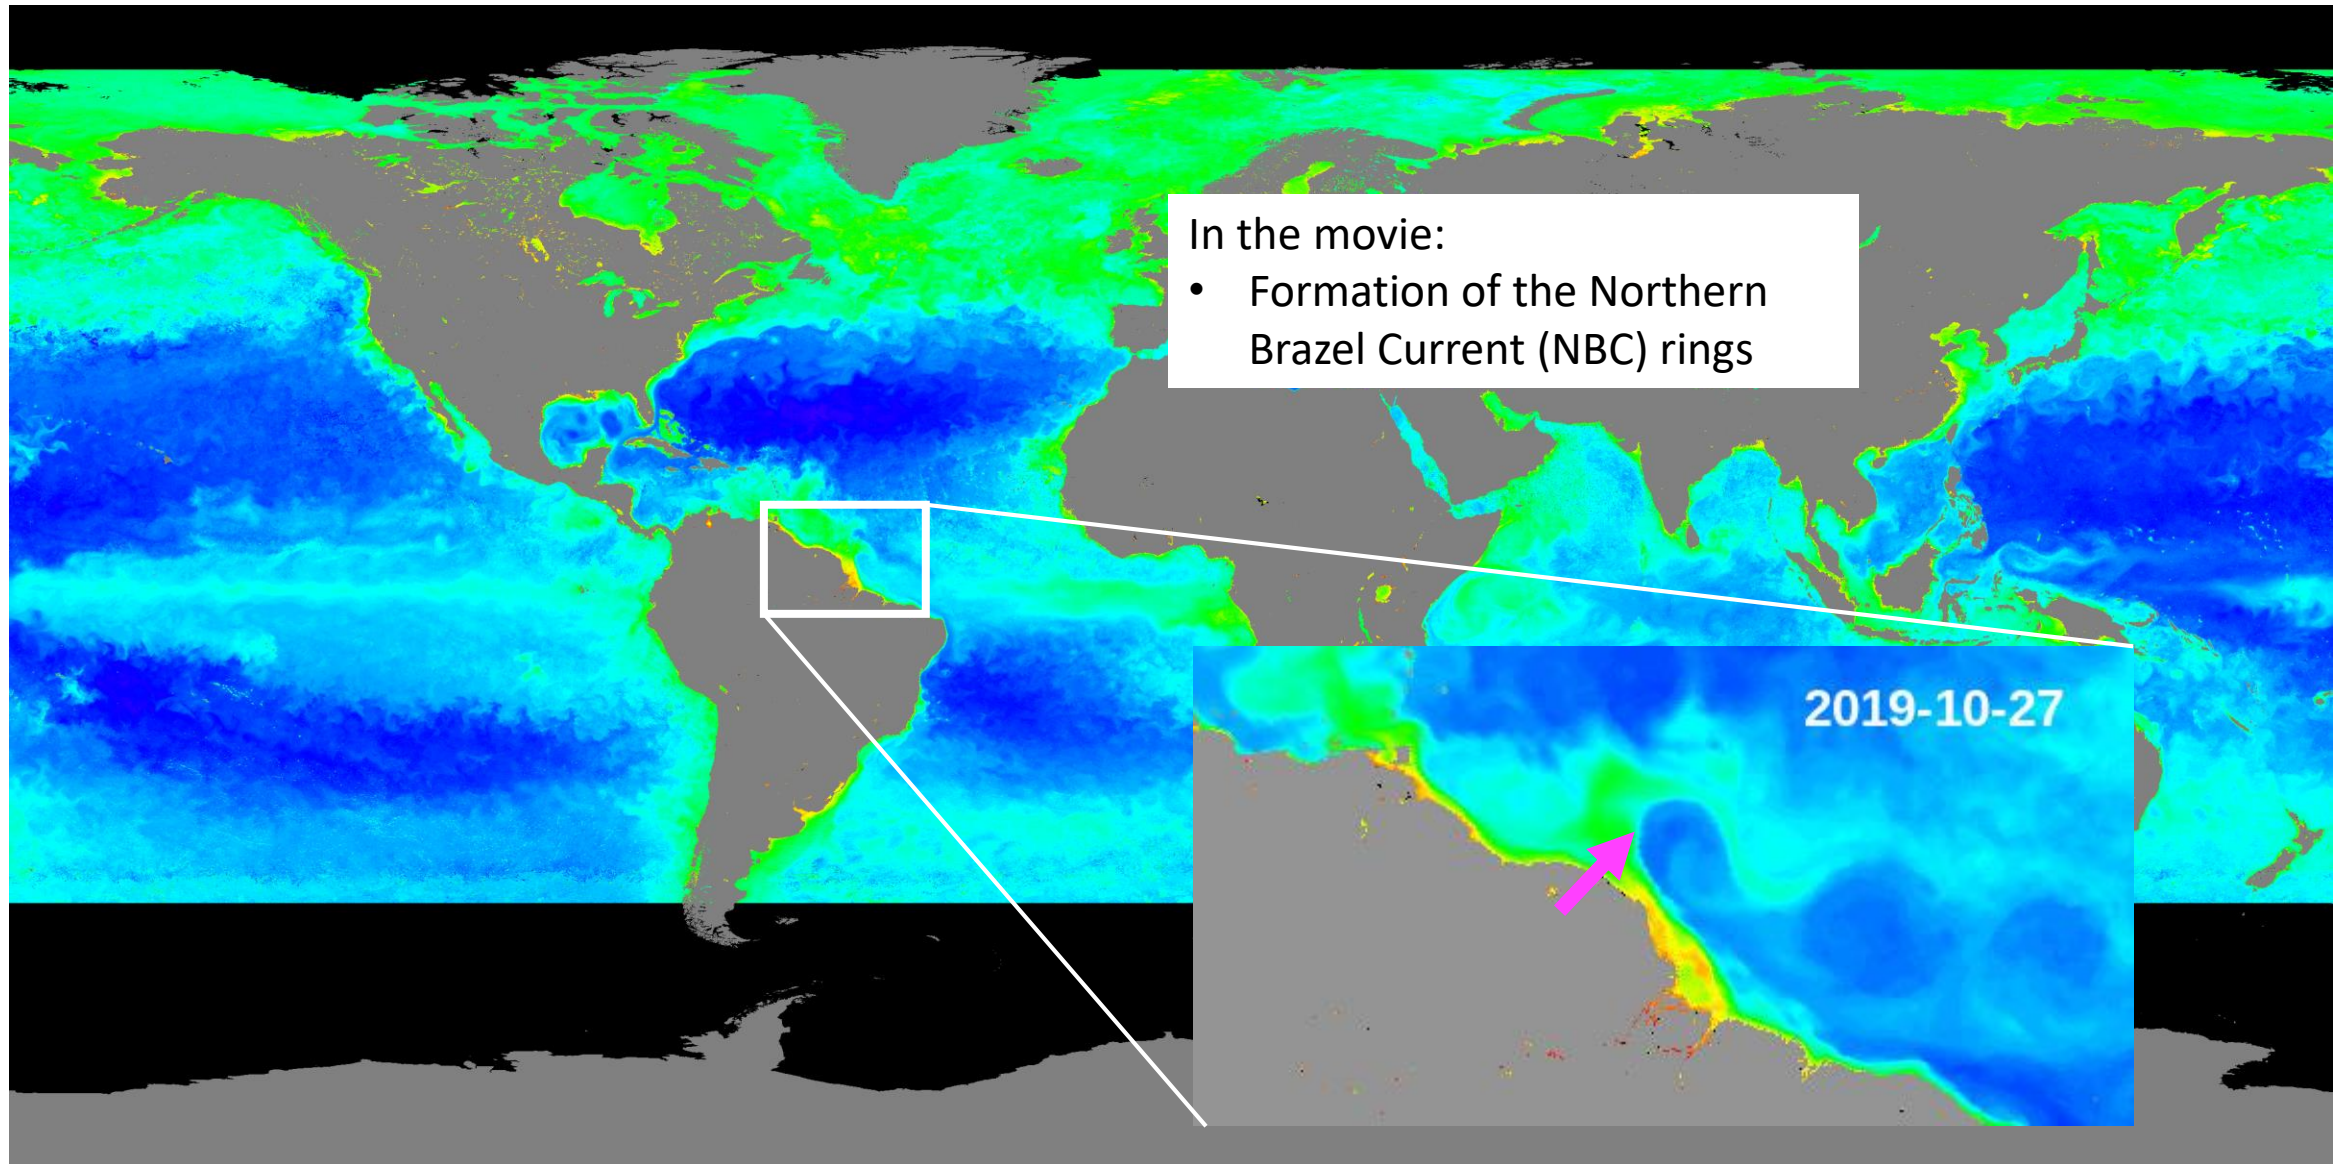 In the movie:
• Formation of the Northern
Brazel Current (NBC) rings
2019-10-27